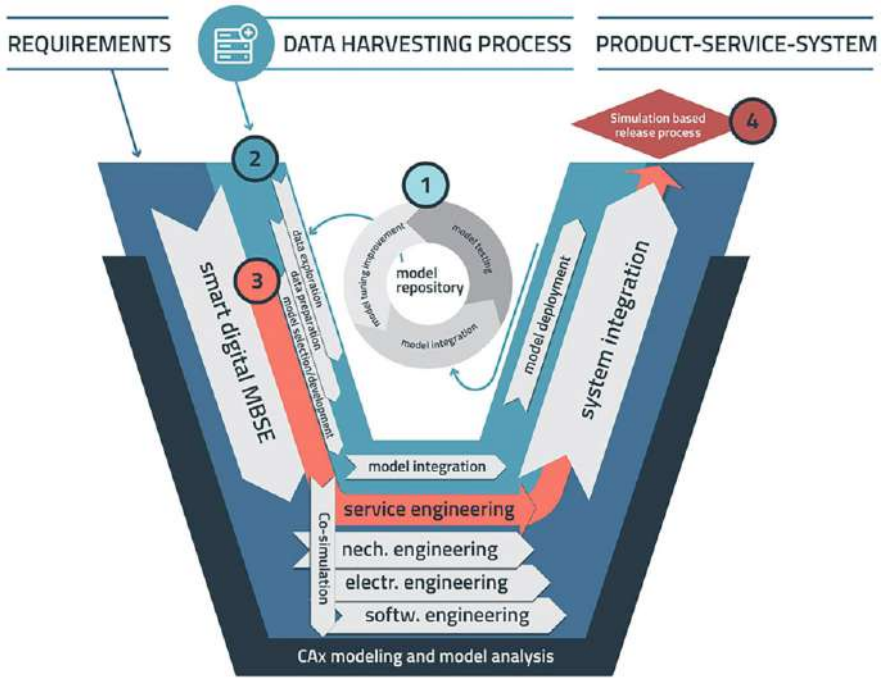 REQUIREMENTS
DATA HARVESTING PROCESS
PRODUCT-SERVICE-SYSTEM
Simulation based
release process
4
2
1
3
data exploration
data preparation
model selection/development
model tuning improvement
model testing
model integration
model
repository
smart digital MBSE
model deployment
system integration
model integration
service engineering
Co-simulation
nech. engineering
electr. engineering
softw. engineering
CAx modeling and model analysis